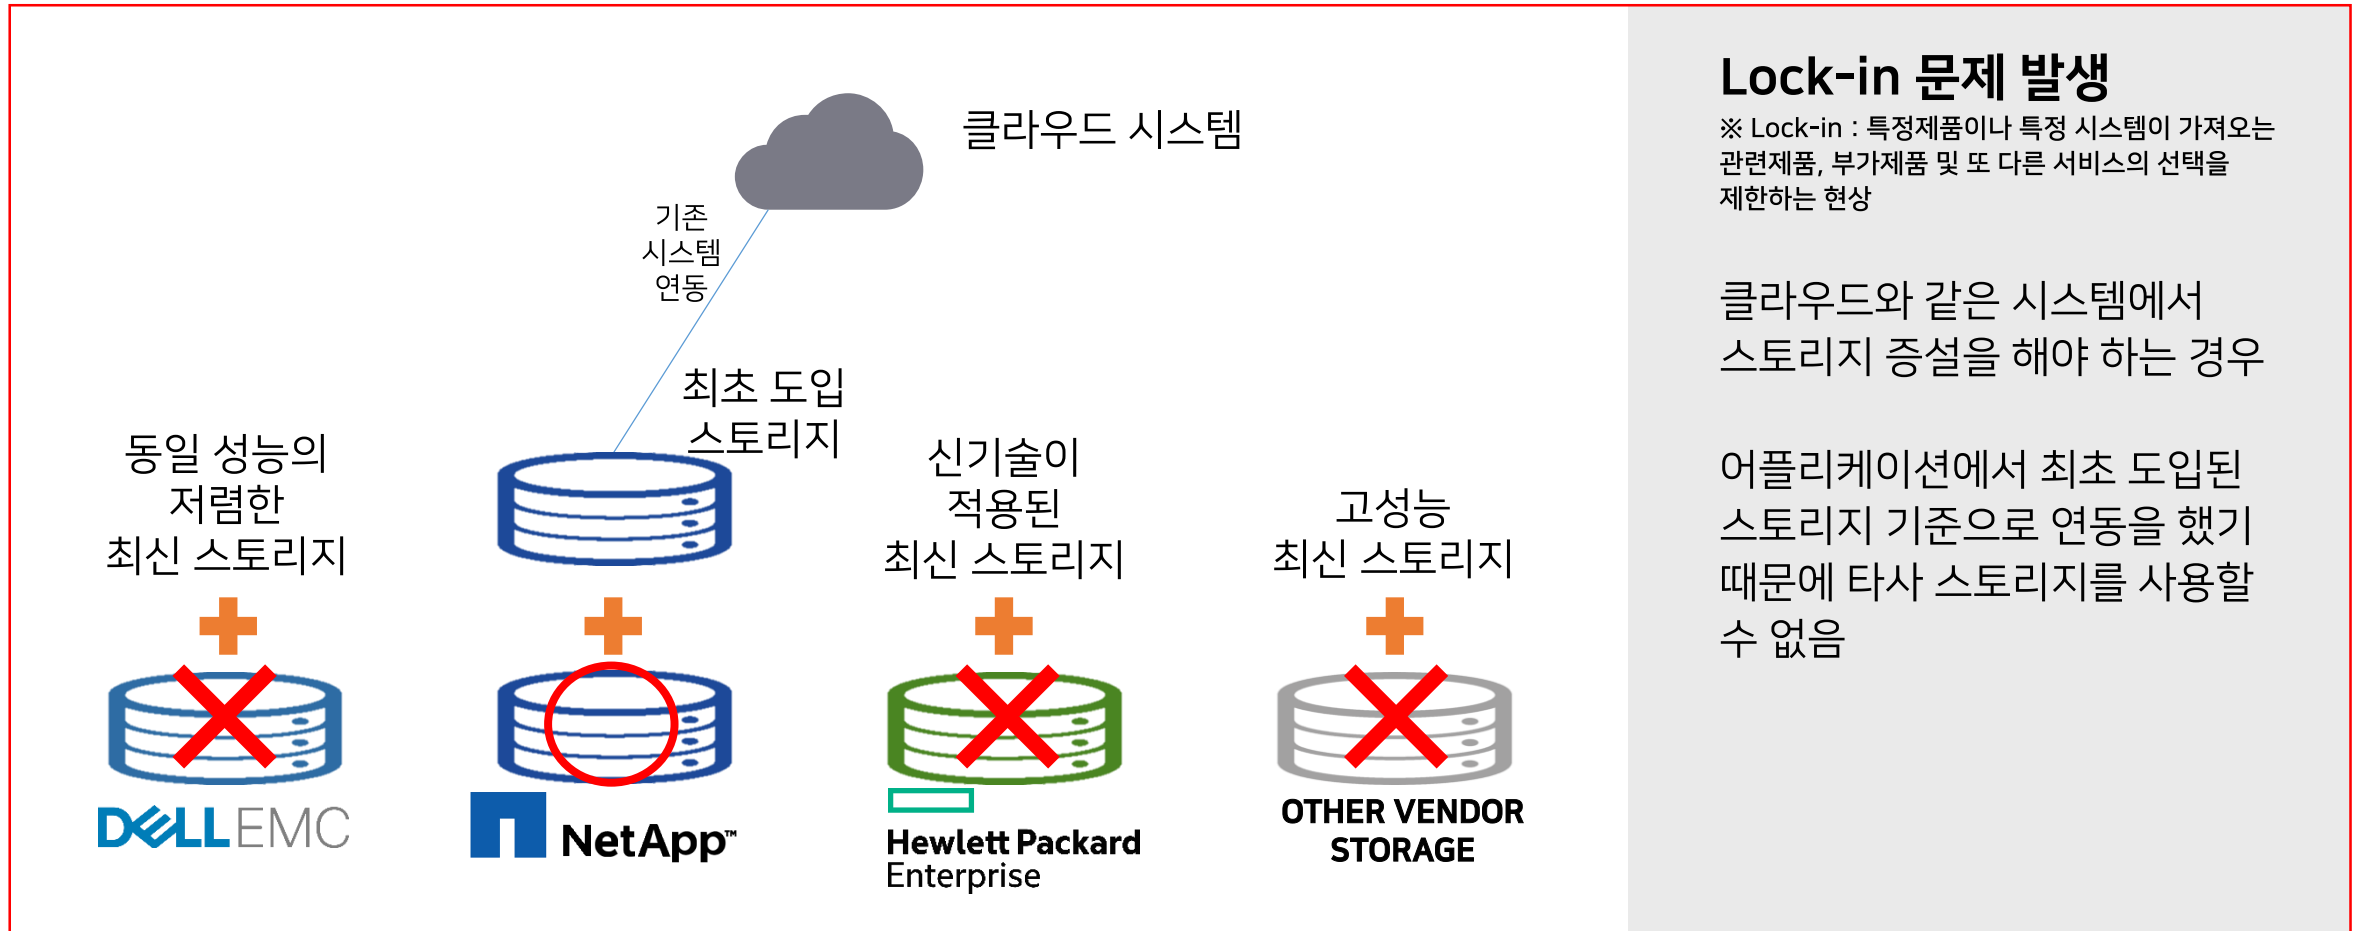 클라우드 시스템
기존
시스템
연동
최초 도입
스토리지
동일 성능의
저렴한
최신 스토리지
신기술이
적용된
최신 스토리지
고성능
최신 스토리지
DELL EMC
NetApp™
Hewlett Packard
Enterprise
OTHER VENDOR
STORAGE
Lock-in 문제 발생
※ Lock-in : 특정제품이나 특정 시스템이 가져오는
관련제품, 부가제품 및 또 다른 서비스의 선택을
제한하는 현상
클라우드와 같은 시스템에서
스토리지 증설을 해야 하는 경우
어플리케이션에서 최초 도입된
스토리지 기준으로 연동을 했기
때문에 타사 스토리지를 사용할
수 없음